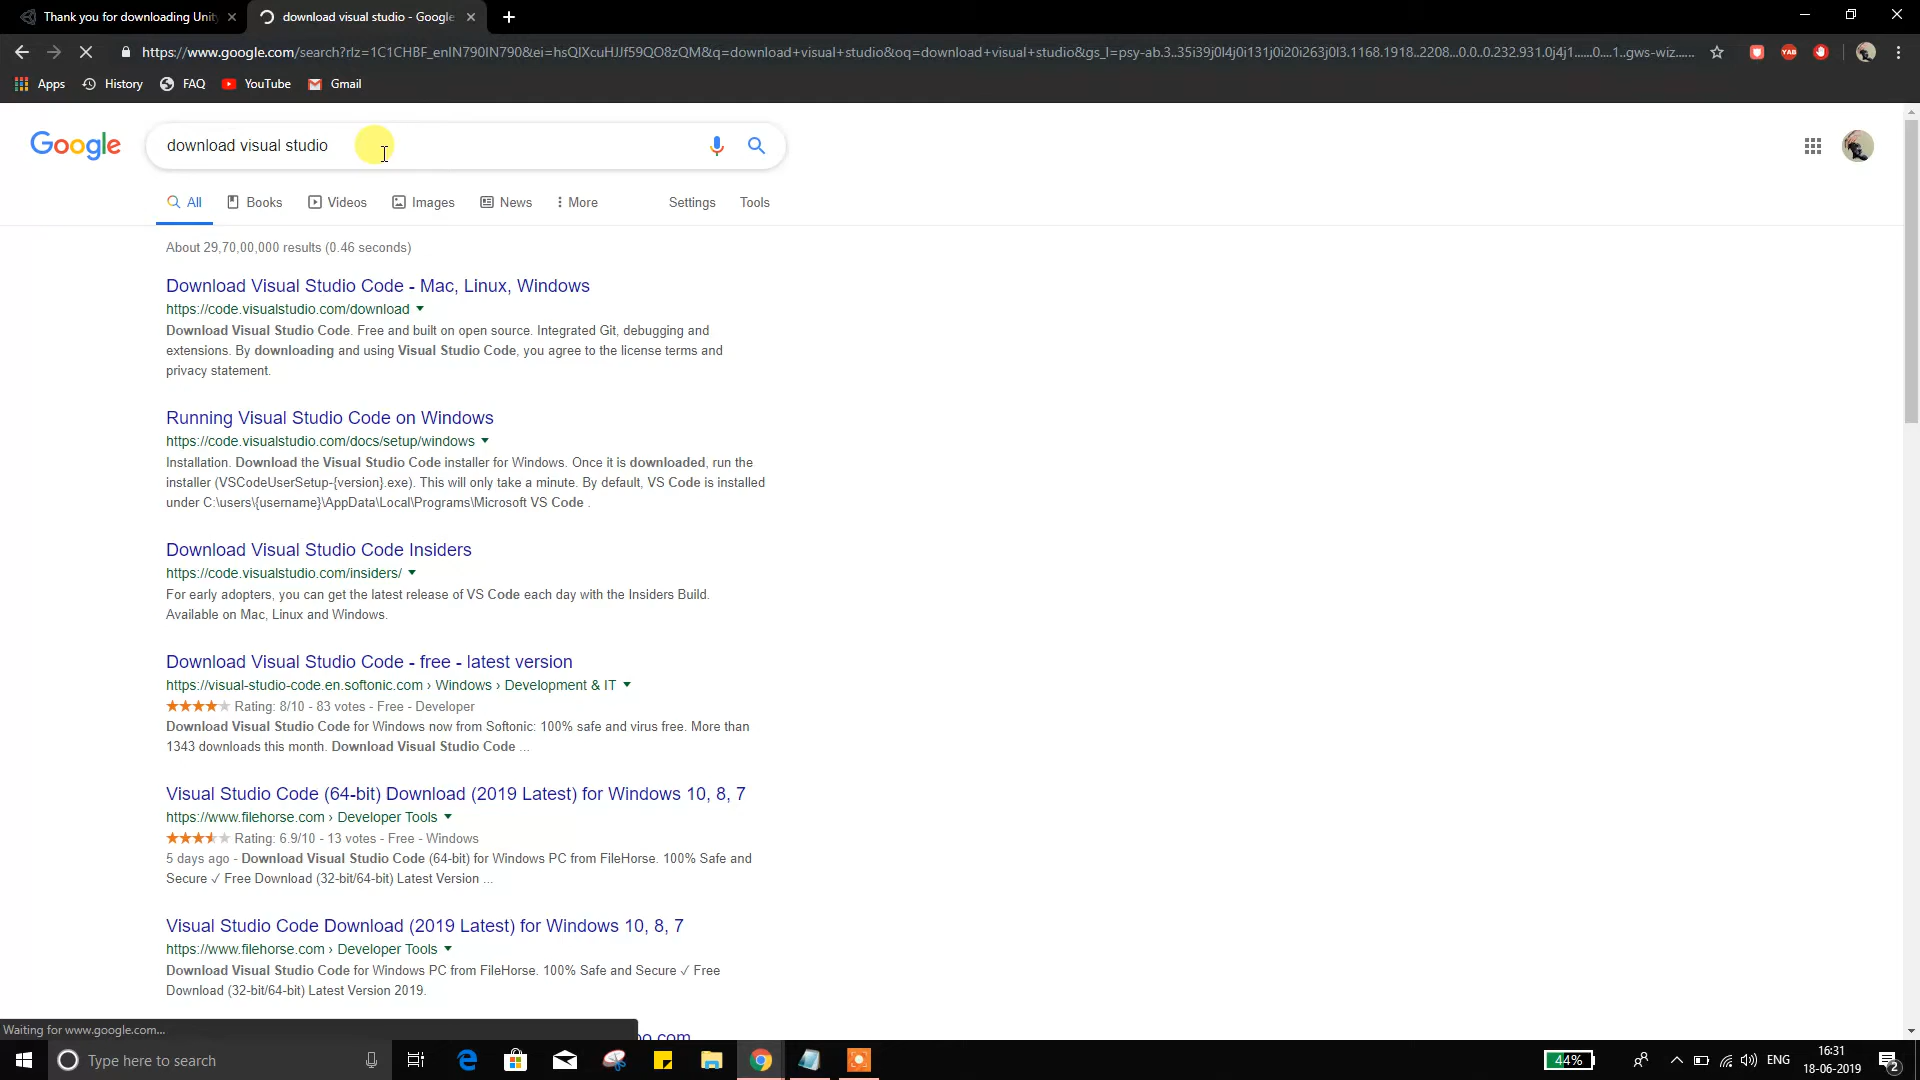 Thank you for downloading Unity
download visual studio - Google
https://www.google.com/search?rlz=1C1CHBF_enIN790IN790&ei=hsQIXcuHJJf59QO8zQM&q=download+visual+studio&oq=download+visual+studio&gs_l=psy-ab.3..35i39j0l4j0i131j0i20i263j0l3.1168.1918..2208...0.0..0.232.931.0j4j1......0....1..gws-wiz......
Apps
History
FAQ
YouTube
Gmail
Google
download visual studio
All
Books
Videos
Images
News
More
Settings
Tools
About 29,70,00,000 results (0.46 seconds)
Download Visual Studio Code - Mac, Linux, Windows
https://code.visualstudio.com/download
Download Visual Studio Code. Free and built on open source. Integrated Git, debugging and
extensions. By downloading and using Visual Studio Code, you agree to the license terms and
privacy statement.
Running Visual Studio Code on Windows
https://code.visualstudio.com/docs/setup/windows
Installation. Download the Visual Studio Code installer for Windows. Once it is downloaded, run the
installer (VSCodeUserSetup-{version}.exe). This will only take a minute. By default, VS Code is installed
under C:\users\{username}\AppData\Local\Programs\Microsoft VS Code .
Download Visual Studio Code Insiders
https://code.visualstudio.com/insiders/
For early adopters, you can get the latest release of VS Code each day with the Insiders Build.
Available on Mac, Linux and Windows.
Download Visual Studio Code - free - latest version
https://visual-studio-code.en.softonic.com › Windows › Development & IT
Rating: 8/10 - 83 votes - Free - Developer
Download Visual Studio Code for Windows now from Softonic: 100% safe and virus free. More than
1343 downloads this month. Download Visual Studio Code ...
Visual Studio Code (64-bit) Download (2019 Latest) for Windows 10, 8, 7
https://www.filehorse.com › Developer Tools
Rating: 6.9/10 - 13 votes - Free - Windows
5 days ago - Download Visual Studio Code (64-bit) for Windows PC from FileHorse. 100% Safe and
Secure ✓ Free Download (32-bit/64-bit) Latest Version ...
Visual Studio Code Download (2019 Latest) for Windows 10, 8, 7
https://www.filehorse.com › Developer Tools
Download Visual Studio Code for Windows PC from FileHorse. 100% Safe and Secure ✓ Free
Download (32-bit/64-bit) Latest Version 2019.
Waiting for www.google.com...
Type here to search
44%
ENG
16:31
18-06-2019
2